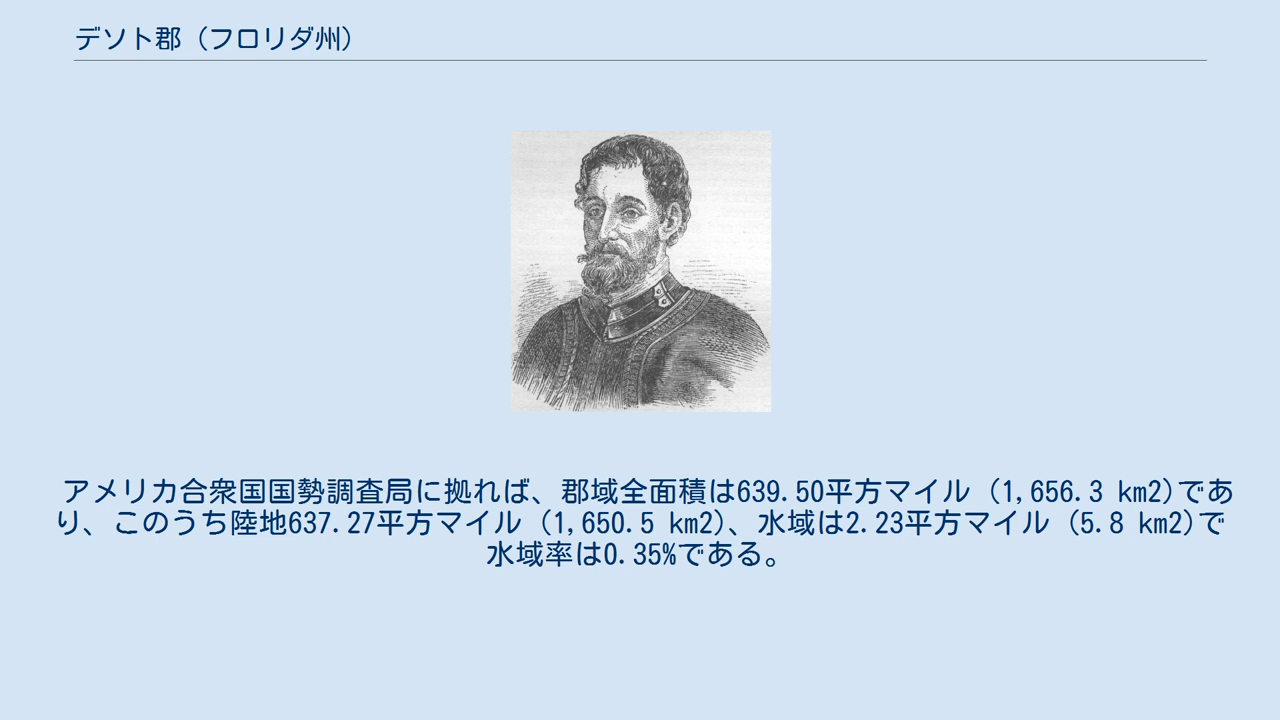 デソト郡（フロリダ州）
アメリカ合衆国国勢調査局に拠れば、郡域全面積は639.50平方マイル（1,656.3 km2)であ
り、このうち陸地637.27平方マイル（1,650.5 km2)、水域は2.23平方マイル（5.8 km2)で
水域率は0.35%である。